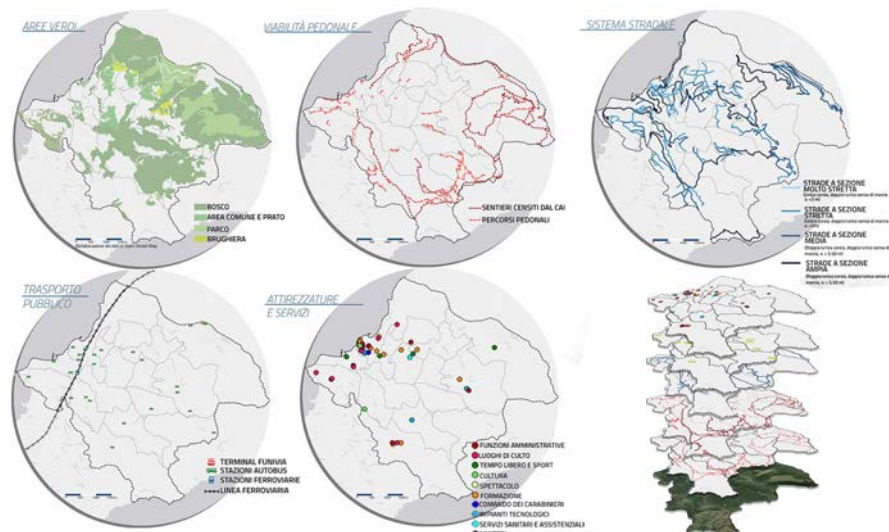 AREE VERDI
VIABILITÀ PEDONALE
SISTEMA STRADALE
BOSCO
AREA COMUNE E PRATO
PARCO
BRUGHIERA
SENTIERI CENSITI DAL CAI
PERCORSI PEDONALI
STRADE A SEZIONE
MOLTO STRETTA
STRADE A SEZIONE
STRETTA
STRADE A SEZIONE
MEDIA
STRADE A SEZIONE
AMPIA
TRASPORTO
PUBBLICO
ATTIREZZATURE
E SERVIZI
TERMINAL FUNIVIA
STAZIONI AUTOBUS
STAZIONI FERROVIARIE
LINEA FERROVIARIA
FUNZIONI AMMINISTRATIVE
LUOGHI DI CULTO
TEMPO LIBERO E SPORT
CULTURA
SPETTACOLO
FORMAZIONE
COMANDO DEI CARABINIERI
IMPIANTI TECNOLOGICI
SERVIZI SANITARI E ASSISTENZIALI